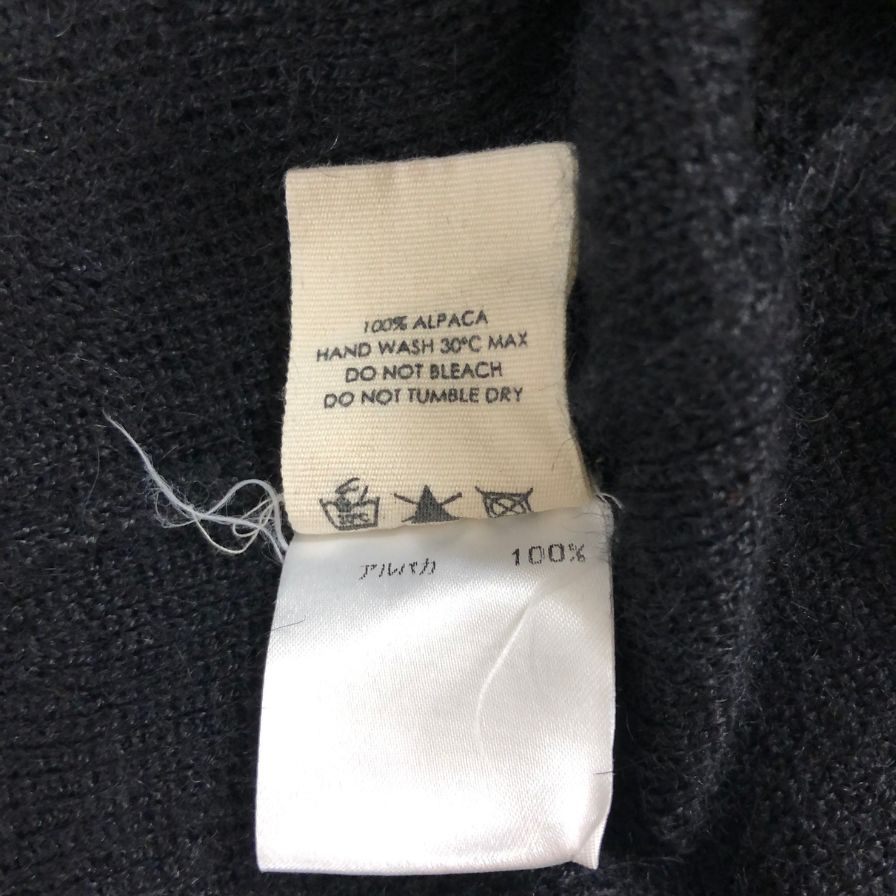 100% ALPACA
HAND WASH 30°C MAX
DO NOT BLEACH
DO NOT TUMBLE DRY
アルパカ 100%